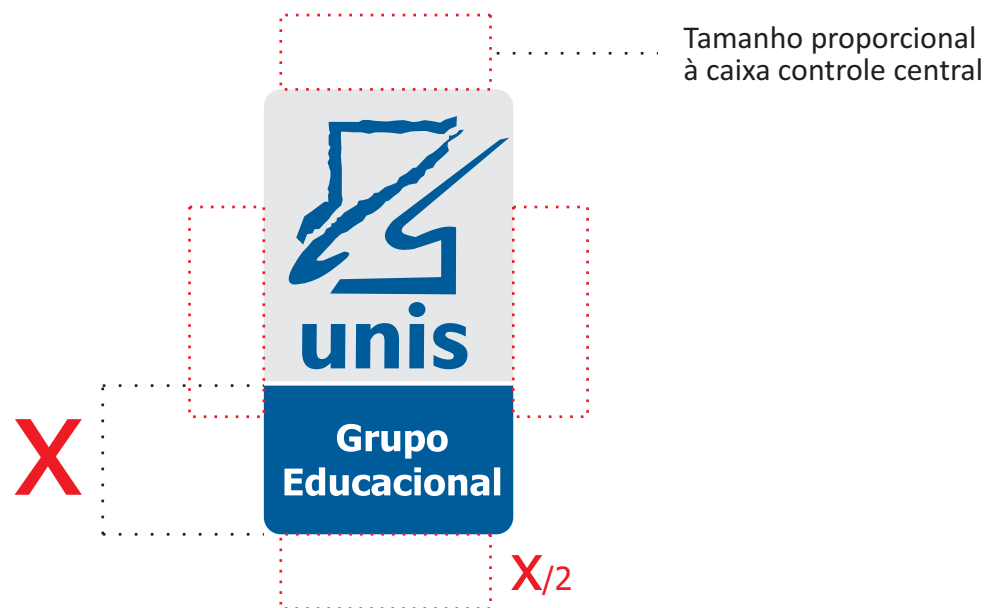 Tamanho proporcional
à caixa controle central
unis
X
Grupo
Educacional
X/2